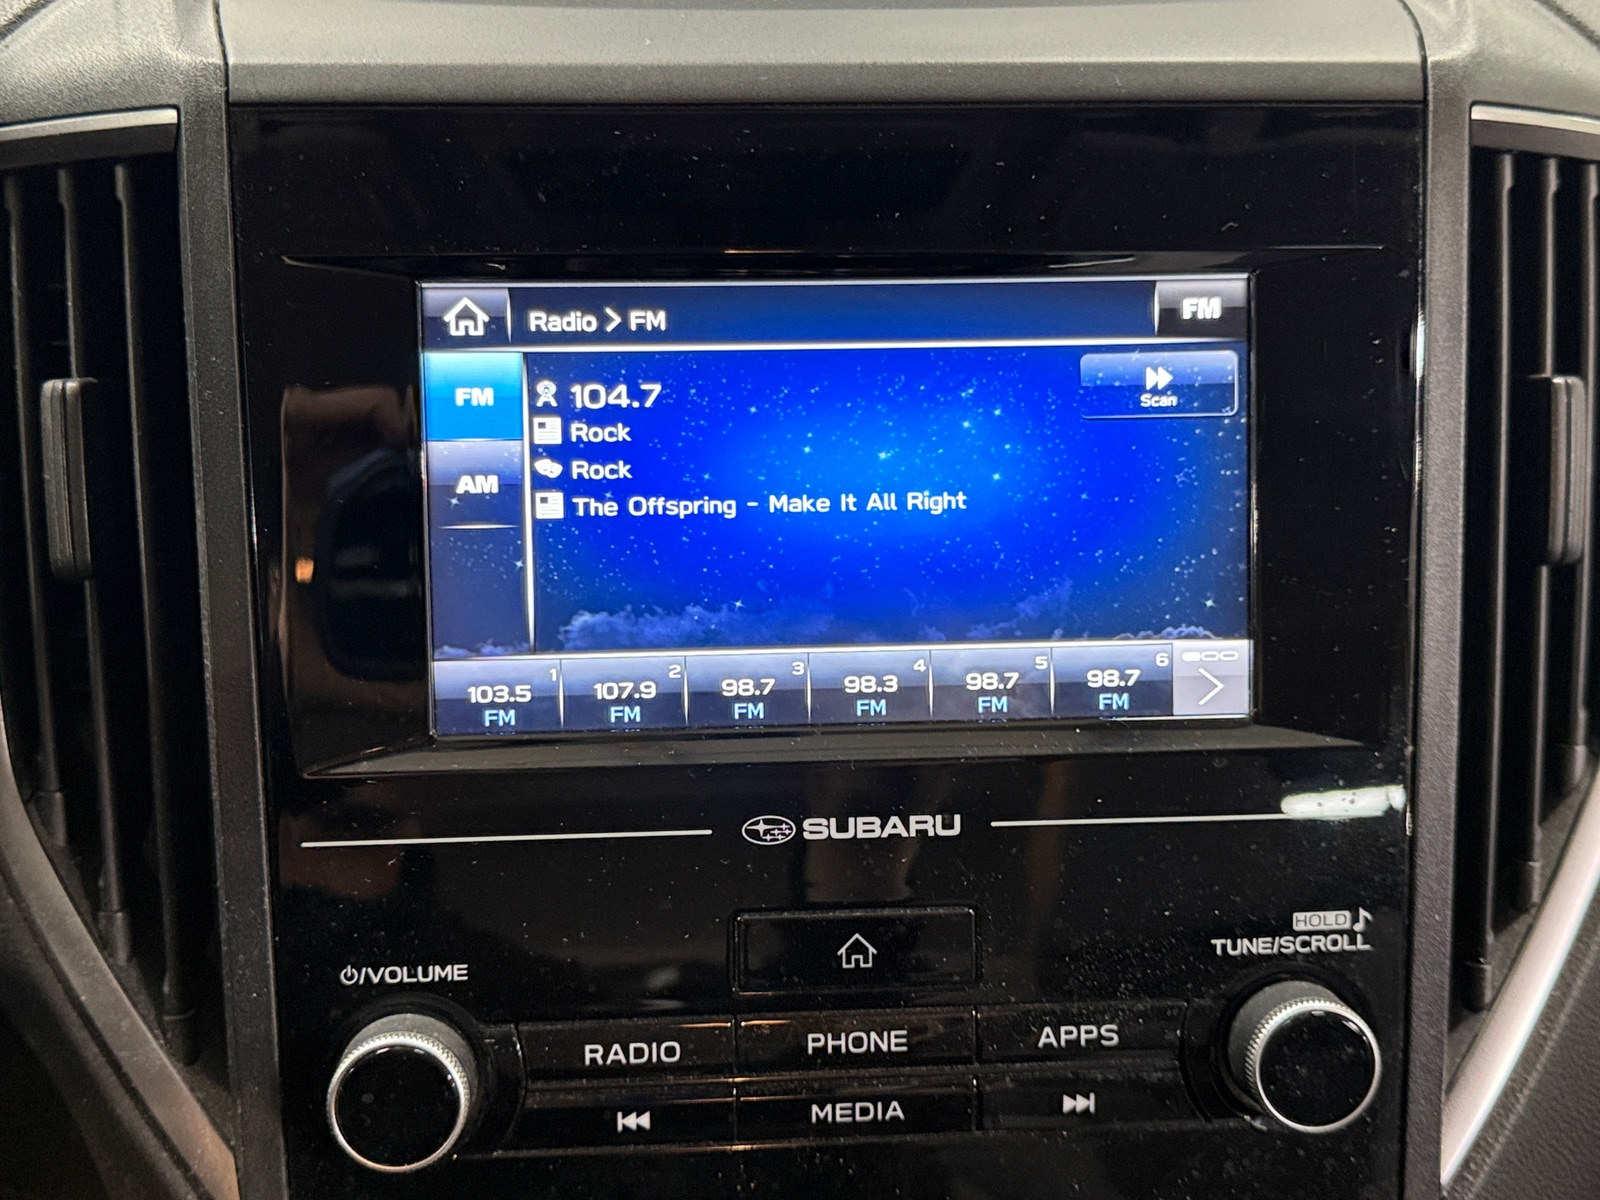 Radio > FM
FM
FM
104.7
Scan
Rock
Rock
AM
The Offspring - Make It All Right
1 2 3 4 5 6
103.5 107.9 98.7 98.3 98.7 98.7
FM FM FM FM FM FM
SUBARU
HOLD
TUNE/SCROLL
/VOLUME
RADIO PHONE APPS
MEDIA